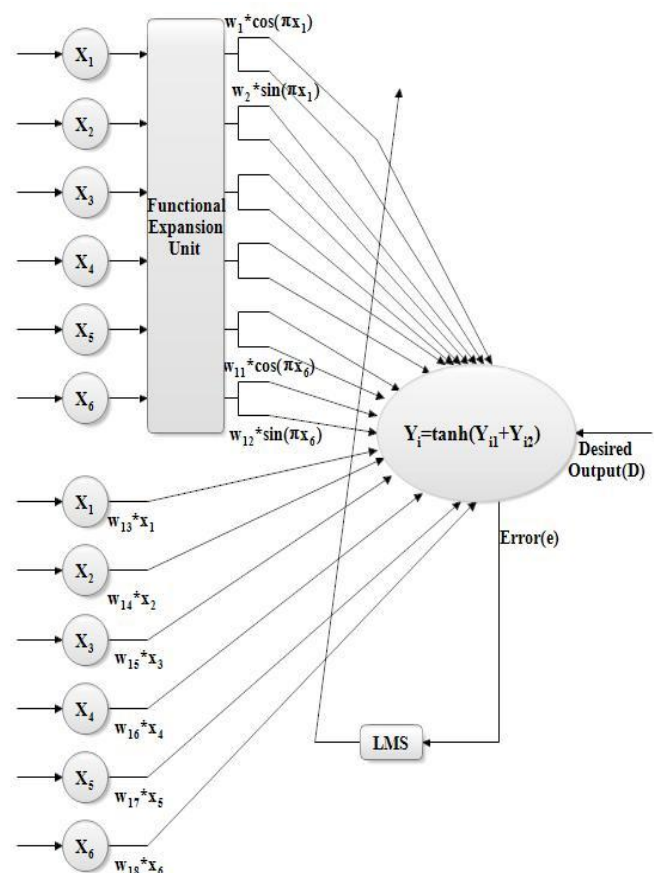 w₁*cos(πx₁)
X₁
w₂*sin(πx₁)
X₂
X₃
Functional
Expansion
Unit
X₄
X₅
w₁₁*cos(πx₆)
X₆
w₁₂*sin(πx₆)
Yᵢ=tanh(Yᵢ₁+Yᵢ₂)
Desired
Output(D)
X₁
w₁₃*x₁
Error(e)
X₂
w₁₄*x₂
X₃
w₁₅*x₃
X₄
w₁₆*x₄
LMS
X₅
w₁₇*x₅
X₆
w₁₈*x₆